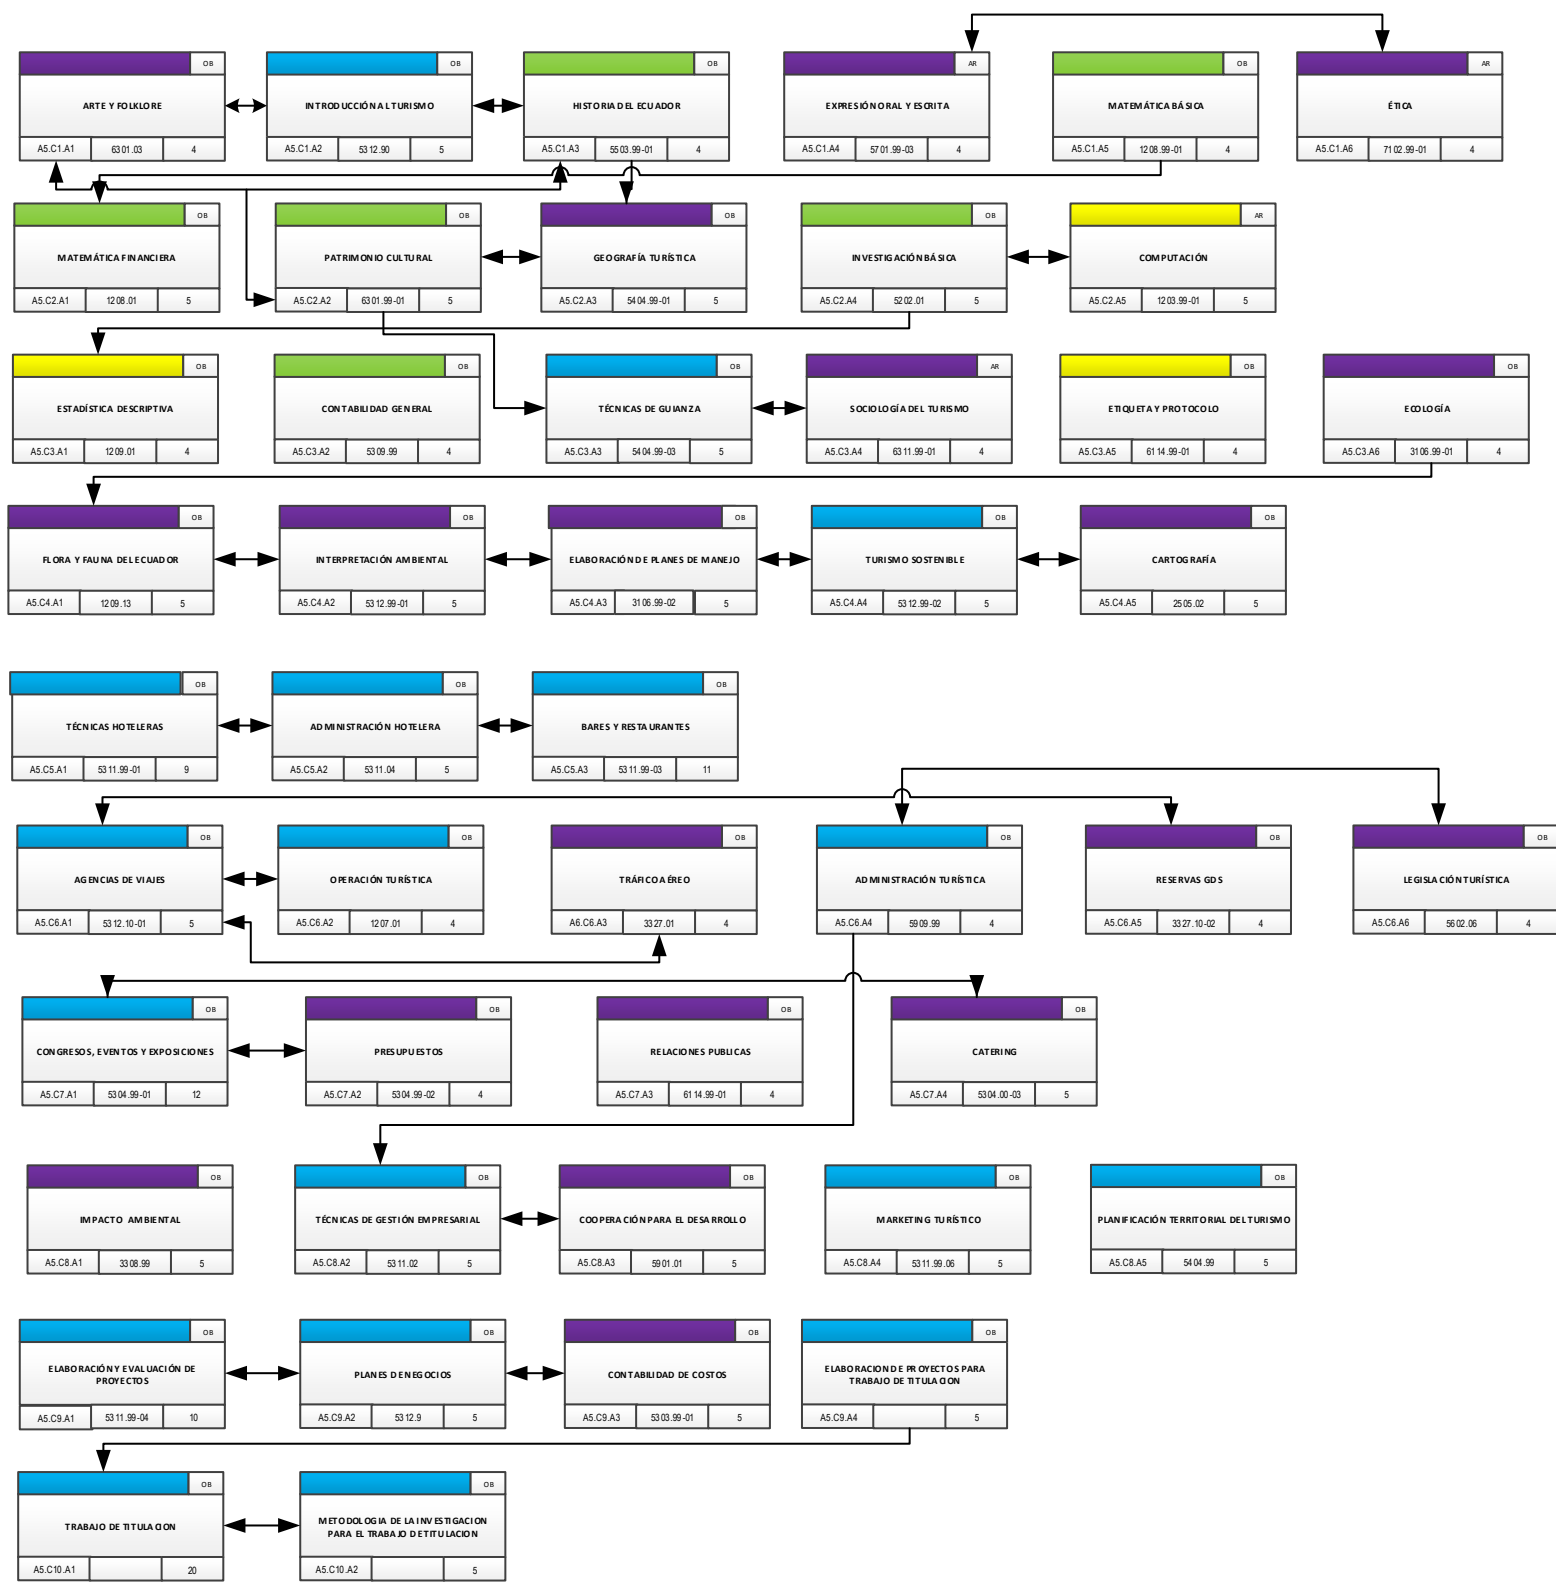 OB
OB
OB
AR
OB
AR
ARTE Y FOLKLORE
INTRODUCCIÓN AL TURISMO
HISTORIA DEL ECUADOR
EXPRESIÓN ORAL Y ESCRITA
MATEMÁTICA BÁSICA
ÉTICA
A5.C1.A1 6301.03 4
A5.C1.A2 5312.90 5
A5.C1.A3 5503.99-01 4
A5.C1.A4 5701.99-03 4
A5.C1.A5 1208.99-01 4
A5.C1.A6 7102.99-01 4
OB
OB
OB
OB
AR
MATEMÁTICA FINANCIERA
PATRIMONIO CULTURAL
GEOGRAFÍA TURÍSTICA
INVESTIGACIÓN BÁSICA
COMPUTACIÓN
A5.C2.A1 1208.01 5
A5.C2.A2 6301.99-01 5
A5.C2.A3 5404.99-01 5
A5.C2.A4 5202.01 5
A5.C2.A5 1203.99-01 5
OB
OB
OB
AR
OB
OB
ESTADÍSTICA DESCRIPTIVA
CONTABILIDAD GENERAL
TÉCNICAS DE GUIANZA
SOCIOLOGÍA DEL TURISMO
ETIQUETA Y PROTOCOLO
ECOLOGÍA
A5.C3.A1 1209.01 4
A5.C3.A2 5309.99 4
A5.C3.A3 5404.99-03 5
A5.C3.A4 6311.99-01 4
A5.C3.A5 6114.99-01 4
A5.C3.A6 3106.99-01 4
OB
OB
OB
OB
OB
FLORA Y FAUNA DEL ECUADOR
INTERPRETACIÓN AMBIENTAL
ELABORACIÓN DE PLANES DE MANEJO
TURISMO SOSTENIBLE
CARTOGRAFÍA
A5.C4.A1 1209.13 5
A5.C4.A2 5312.99-01 5
A5.C4.A3 3106.99-02 5
A5.C4.A4 5312.99-02 5
A5.C4.A5 2505.02 5
OB
OB
OB
TÉCNICAS HOTELERAS
ADMINISTRACIÓN HOTELERA
BARES Y RESTAURANTES
A5.C5.A1 5311.99-01 9
A5.C5.A2 5311.04 5
A5.C5.A3 5311.99-03 11
OB
OB
OB
OB
OB
OB
AGENCIAS DE VIAJES
OPERACIÓN TURÍSTICA
TRÁFICO AÉREO
ADMINISTRACIÓN TURÍSTICA
RESERVAS GDS
LEGISLACIÓN TURÍSTICA
A5.C6.A1 5312.10-01 5
A5.C6.A2 1207.01 4
A6.C6.A3 3327.01 4
A5.C6.A4 5909.99 4
A5.C6.A5 3327.10-02 4
A5.C6.A6 5602.06 4
OB
OB
OB
OB
CONGRESOS, EVENTOS Y EXPOSICIONES
PRESUPUESTOS
RELACIONES PUBLICAS
CATERING
A5.C7.A1 5304.99-01 12
A5.C7.A2 5304.99-02 4
A5.C7.A3 6114.99-01 4
A5.C7.A4 5304.00-03 5
OB
OB
OB
OB
OB
IMPACTO AMBIENTAL
TÉCNICAS DE GESTIÓN EMPRESARIAL
COOPERACIÓN PARA EL DESARROLLO
MARKETING TURÍSTICO
PLANIFICACIÓN TERRITORIAL DEL TURISMO
A5.C8.A1 3308.99 5
A5.C8.A2 5311.02 5
A5.C8.A3 5901.01 5
A5.C8.A4 5311.99.06 5
A5.C8.A5 5404.99 5
OB
OB
OB
OB
ELABORACIÓN Y EVALUACIÓN DE
PROYECTOS
PLANES DE NEGOCIOS
CONTABILIDAD DE COSTOS
ELABORACION DE PROYECTOS PARA
TRABAJO DE TITULACION
A5.C9.A1 5311.99-04 10
A5.C9.A2 5312.9 5
A5.C9.A3 5303.99-01 5
A5.C9.A4 5
OB
OB
TRABAJO DE TITULACION
METODOLOGIA DE LA INVESTIGACION
PARA EL TRABAJO DE TITULACION
A5.C10.A1 20
A5.C10.A2 5